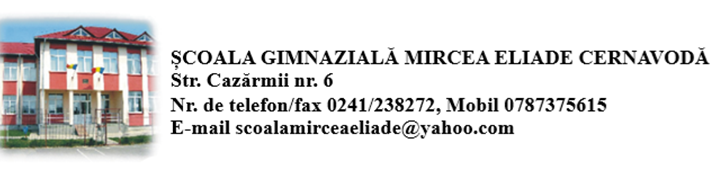 ȘCOALA GIMNAZIALĂ MIRCEA ELIADE CERNAVODĂ
Str. Cazărmii nr. 6
Nr. de telefon/fax 0241/238272, Mobil 0787375615
E-mail scoalamirceaeliade@yahoo.com